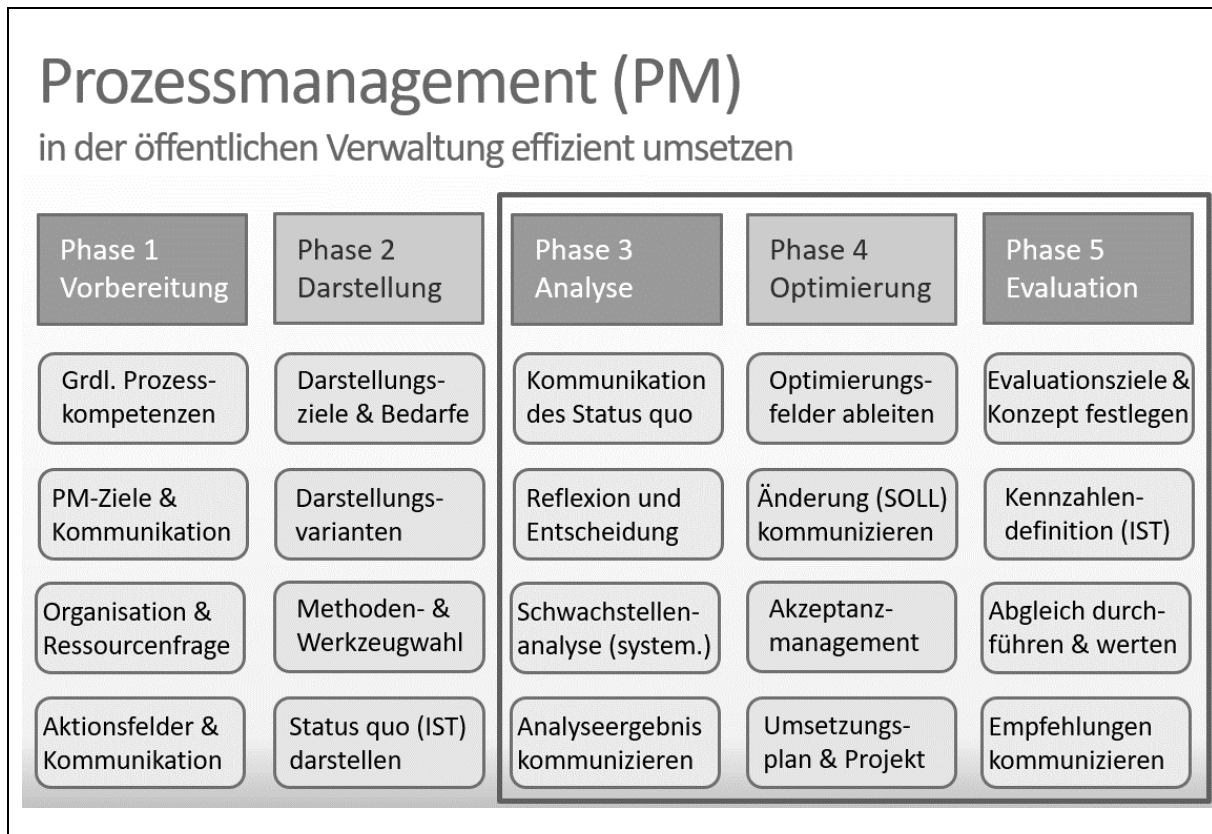 Prozessmanagement (PM)
in der öffentlichen Verwaltung effizient umsetzen
Phase 1
Vorbereitung
Grdl. Prozess-
kompetenzen
PM-Ziele &
Kommunikation
Organisation &
Ressourcenfrage
Aktionsfelder &
Kommunikation
Phase 2
Darstellung
Darstellungs-
ziele & Bedarfe
Darstellungs-
varianten
Methoden- &
Werkzeugwahl
Status quo (IST)
darstellen
Phase 3
Analyse
Kommunikation
des Status quo
Reflexion und
Entscheidung
Schwachstellen-
analyse (system.)
Analyseergebnis
kommunizieren
Phase 4
Optimierung
Optimierungs-
felder ableiten
Änderung (SOLL)
kommunizieren
Akzeptanz-
management
Umsetzungs-
plan & Projekt
Phase 5
Evaluation
Evaluationsziele &
Konzept festlegen
Kennzahlen-
definition (IST)
Abgleich durch-
führen & werten
Empfehlungen
kommunizieren